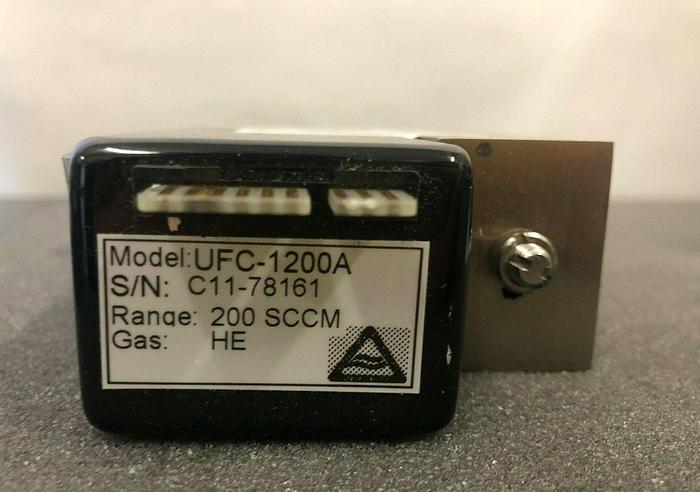 Model: UFC-1200A
S/N: C11-78161
Range: 200 SCCM
Gas: HE